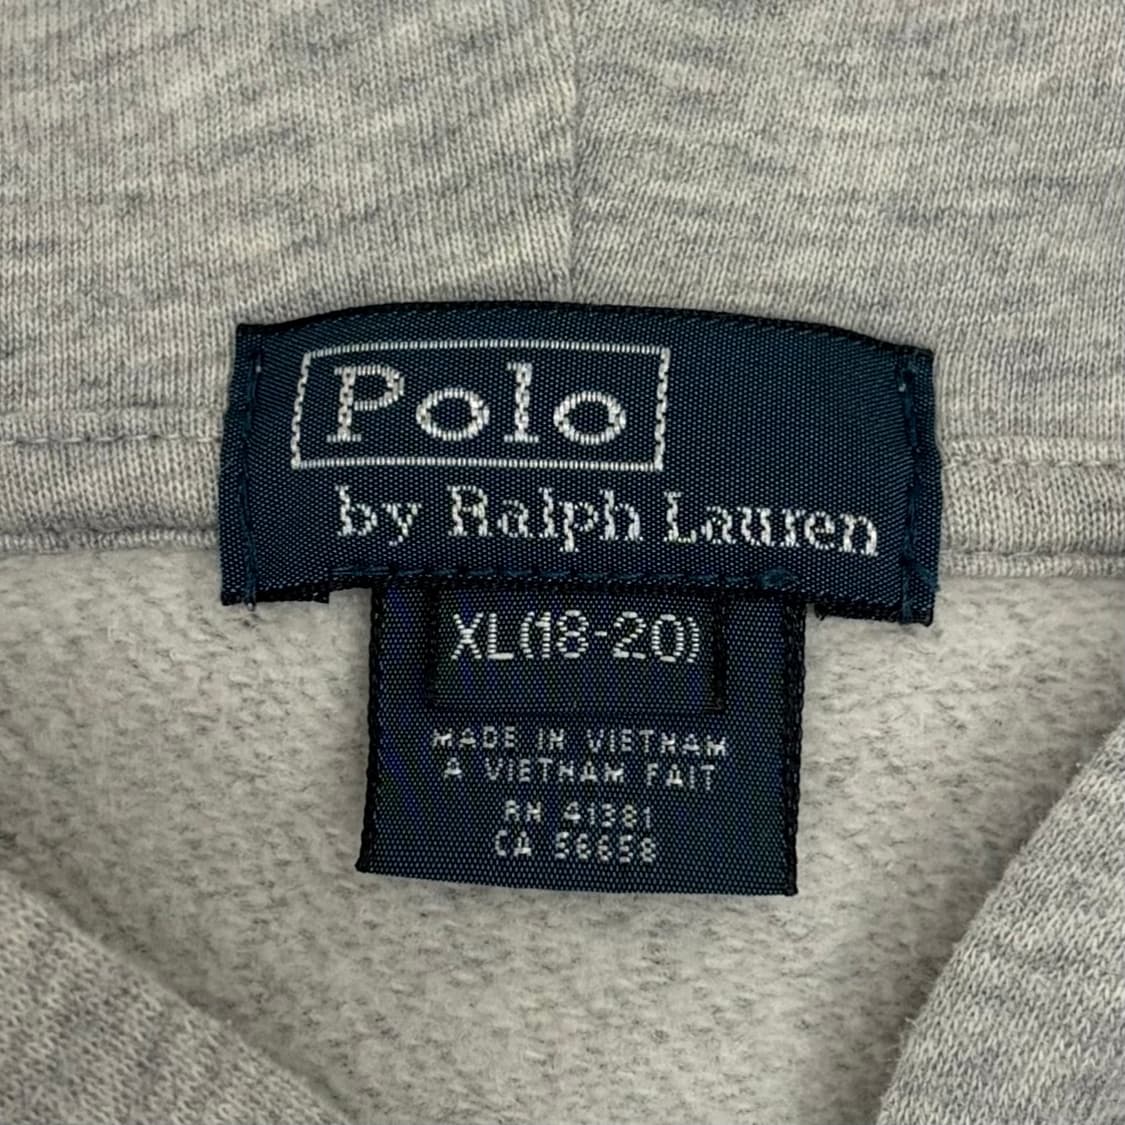 Polo
by Ralph Lauren
XL(18-20)
MADE IN VIETNAM
A VIETNAM FAIT
RN 41381
CA 56658